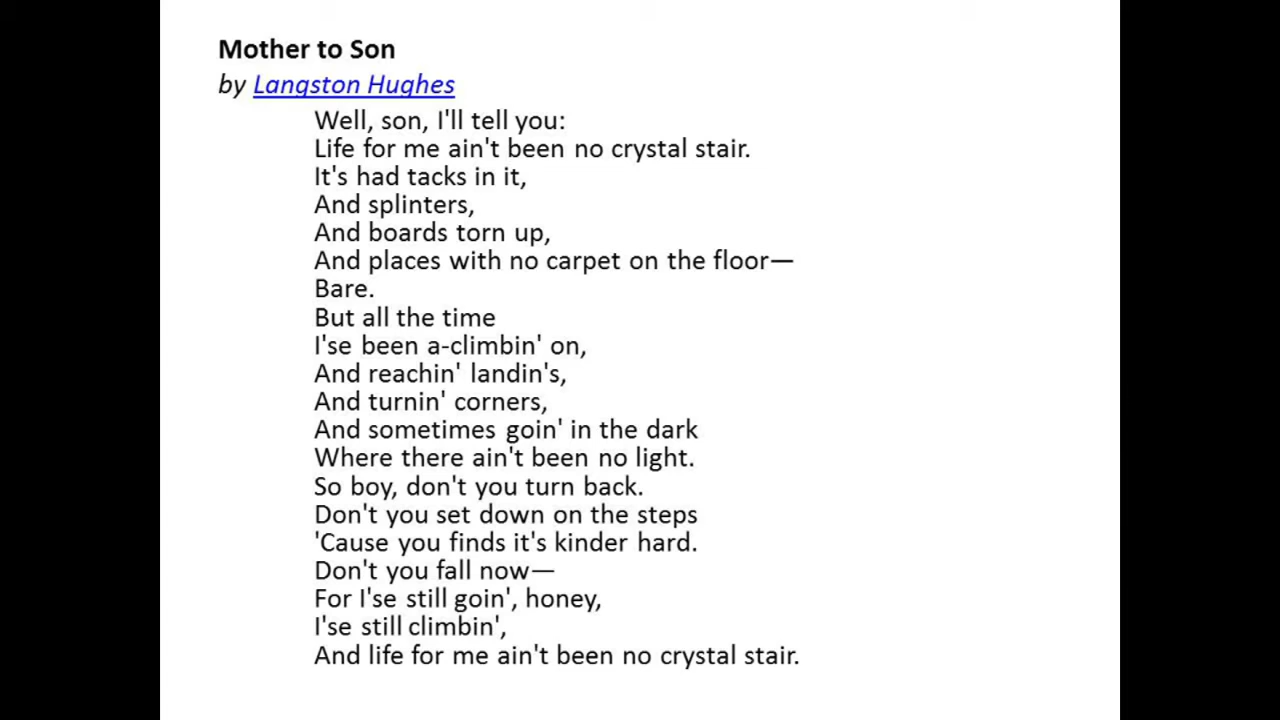 Mother to Son
by Langston Hughes
Well, son, I'll tell you:
Life for me ain't been no crystal stair.
It's had tacks in it,
And splinters,
And boards torn up,
And places with no carpet on the floor—
Bare.
But all the time
I'se been a-climbin' on,
And reachin' landin's,
And turnin' corners,
And sometimes goin' in the dark
Where there ain't been no light.
So boy, don't you turn back.
Don't you set down on the steps
'Cause you finds it's kinder hard.
Don't you fall now—
For I'se still goin', honey,
I'se still climbin',
And life for me ain't been no crystal stair.